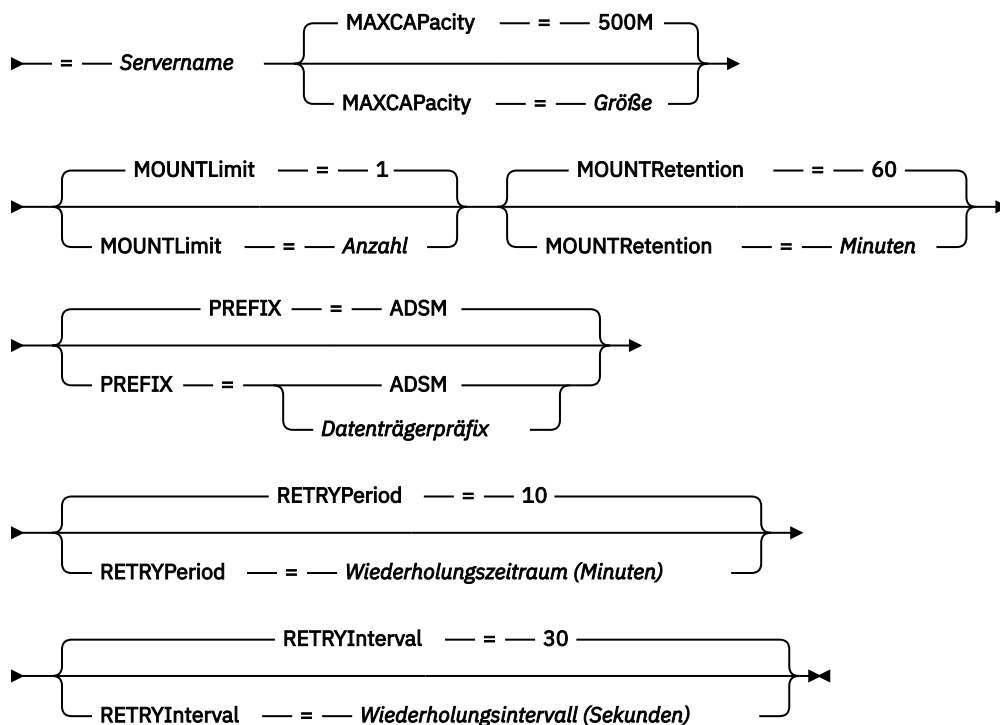 MAXCAPacity = 500M
= Servername
MAXCAPacity = Größe
MOUNTLimit = 1 MOUNTRetention = 60
MOUNTLimit = Anzahl MOUNTRetention = Minuten
PREFIX = ADSM
PREFIX = ADSM
Datenträgerpräfix
RETRYPeriod = 10
RETRYPeriod = Wiederholungszeitraum (Minuten)
RETRYInterval = 30
RETRYInterval = Wiederholungsintervall (Sekunden)